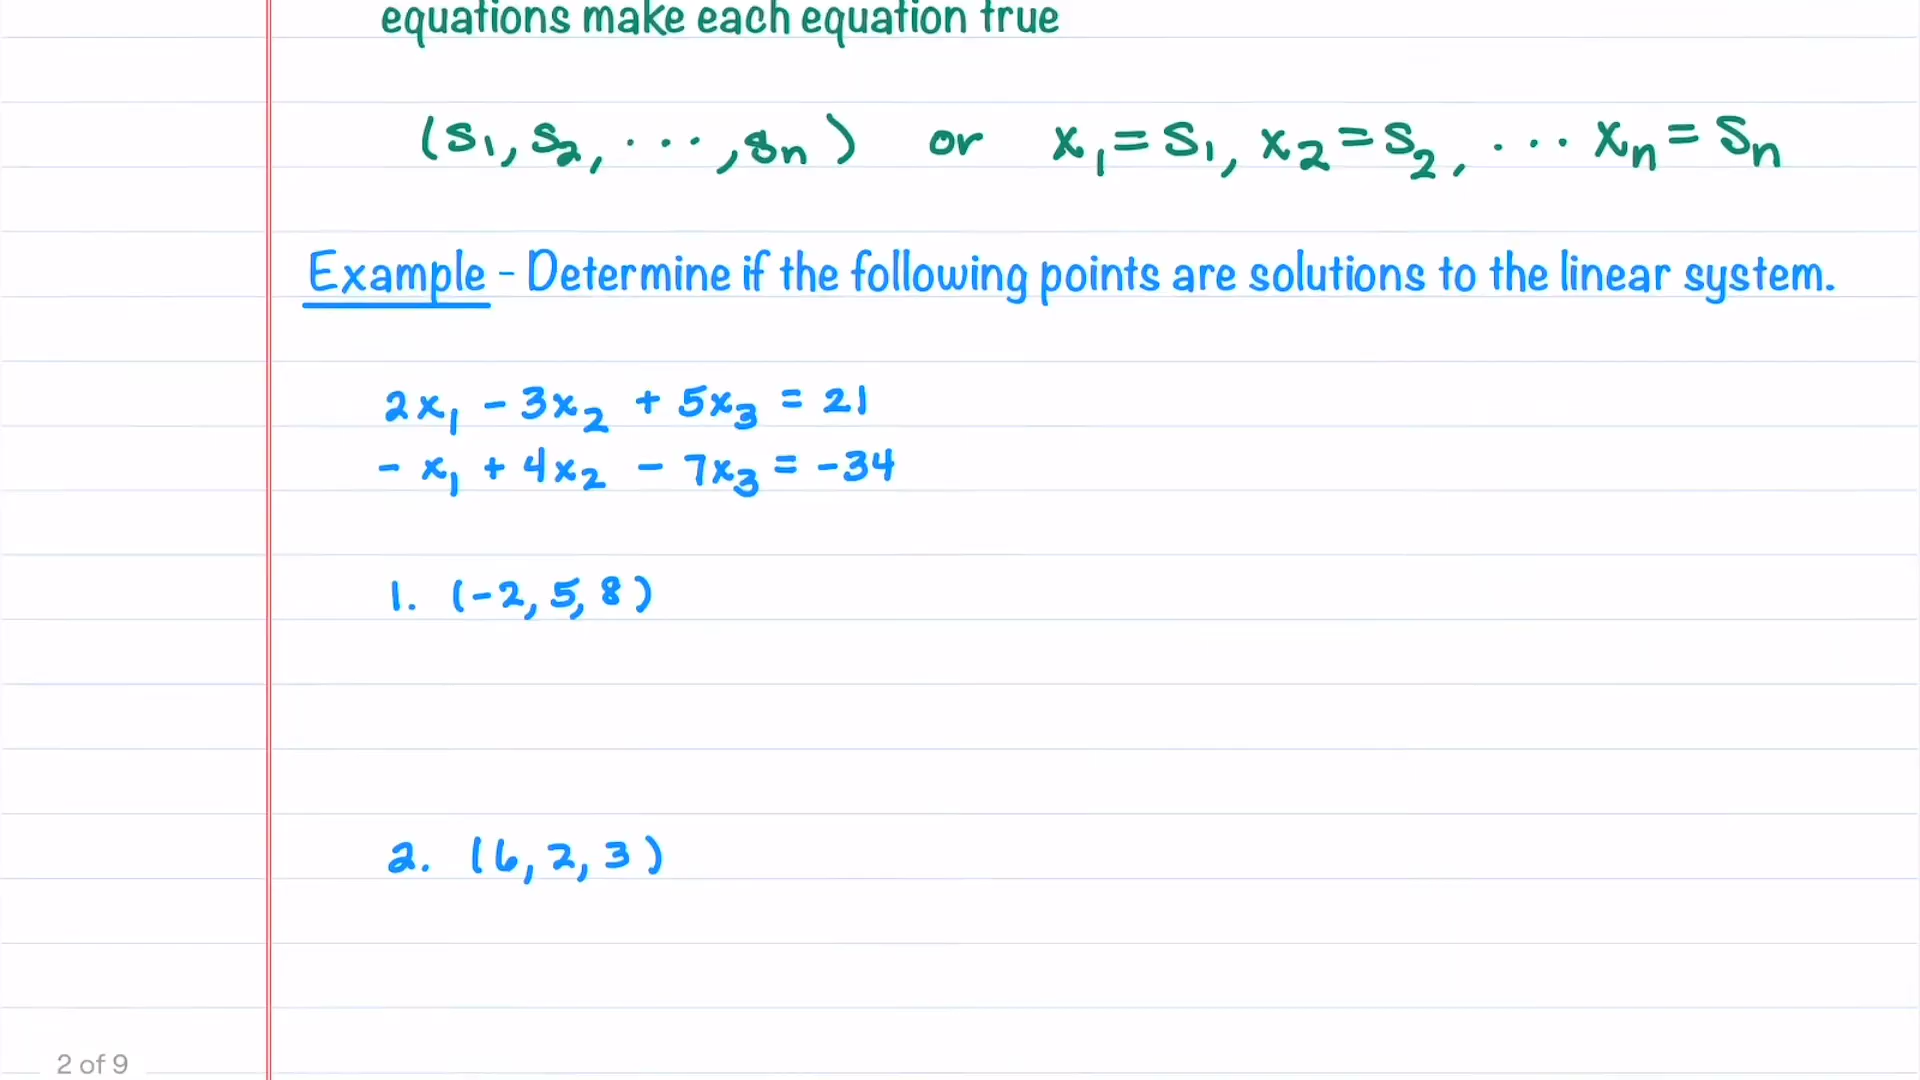 equations make each equation true
(s₁, s₂, ..., sₙ) or x₁ = s₁, x₂ = s₂, ... xₙ = sₙ
Example - Determine if the following points are solutions to the linear system.
2x₁ - 3x₂ + 5x₃ = 21
- x₁ + 4x₂ - 7x₃ = -34
1. (-2, 5, 8)
2. (6, 2, 3)
2 of 9